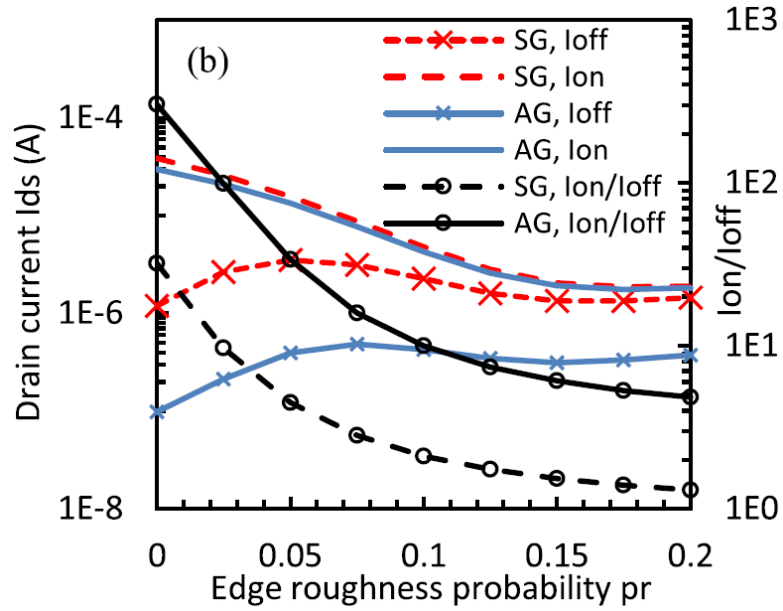 (b)
SG, Ioff
SG, Ion
AG, Ioff
AG, Ion
SG, Ion/Ioff
AG, Ion/Ioff
Drain current Ids (A)
1E-4
1E-6
1E-8
1E3
1E2
1E1
1E0
Ion/Ioff
0 0.05 0.1 0.15 0.2
Edge roughness probability pr